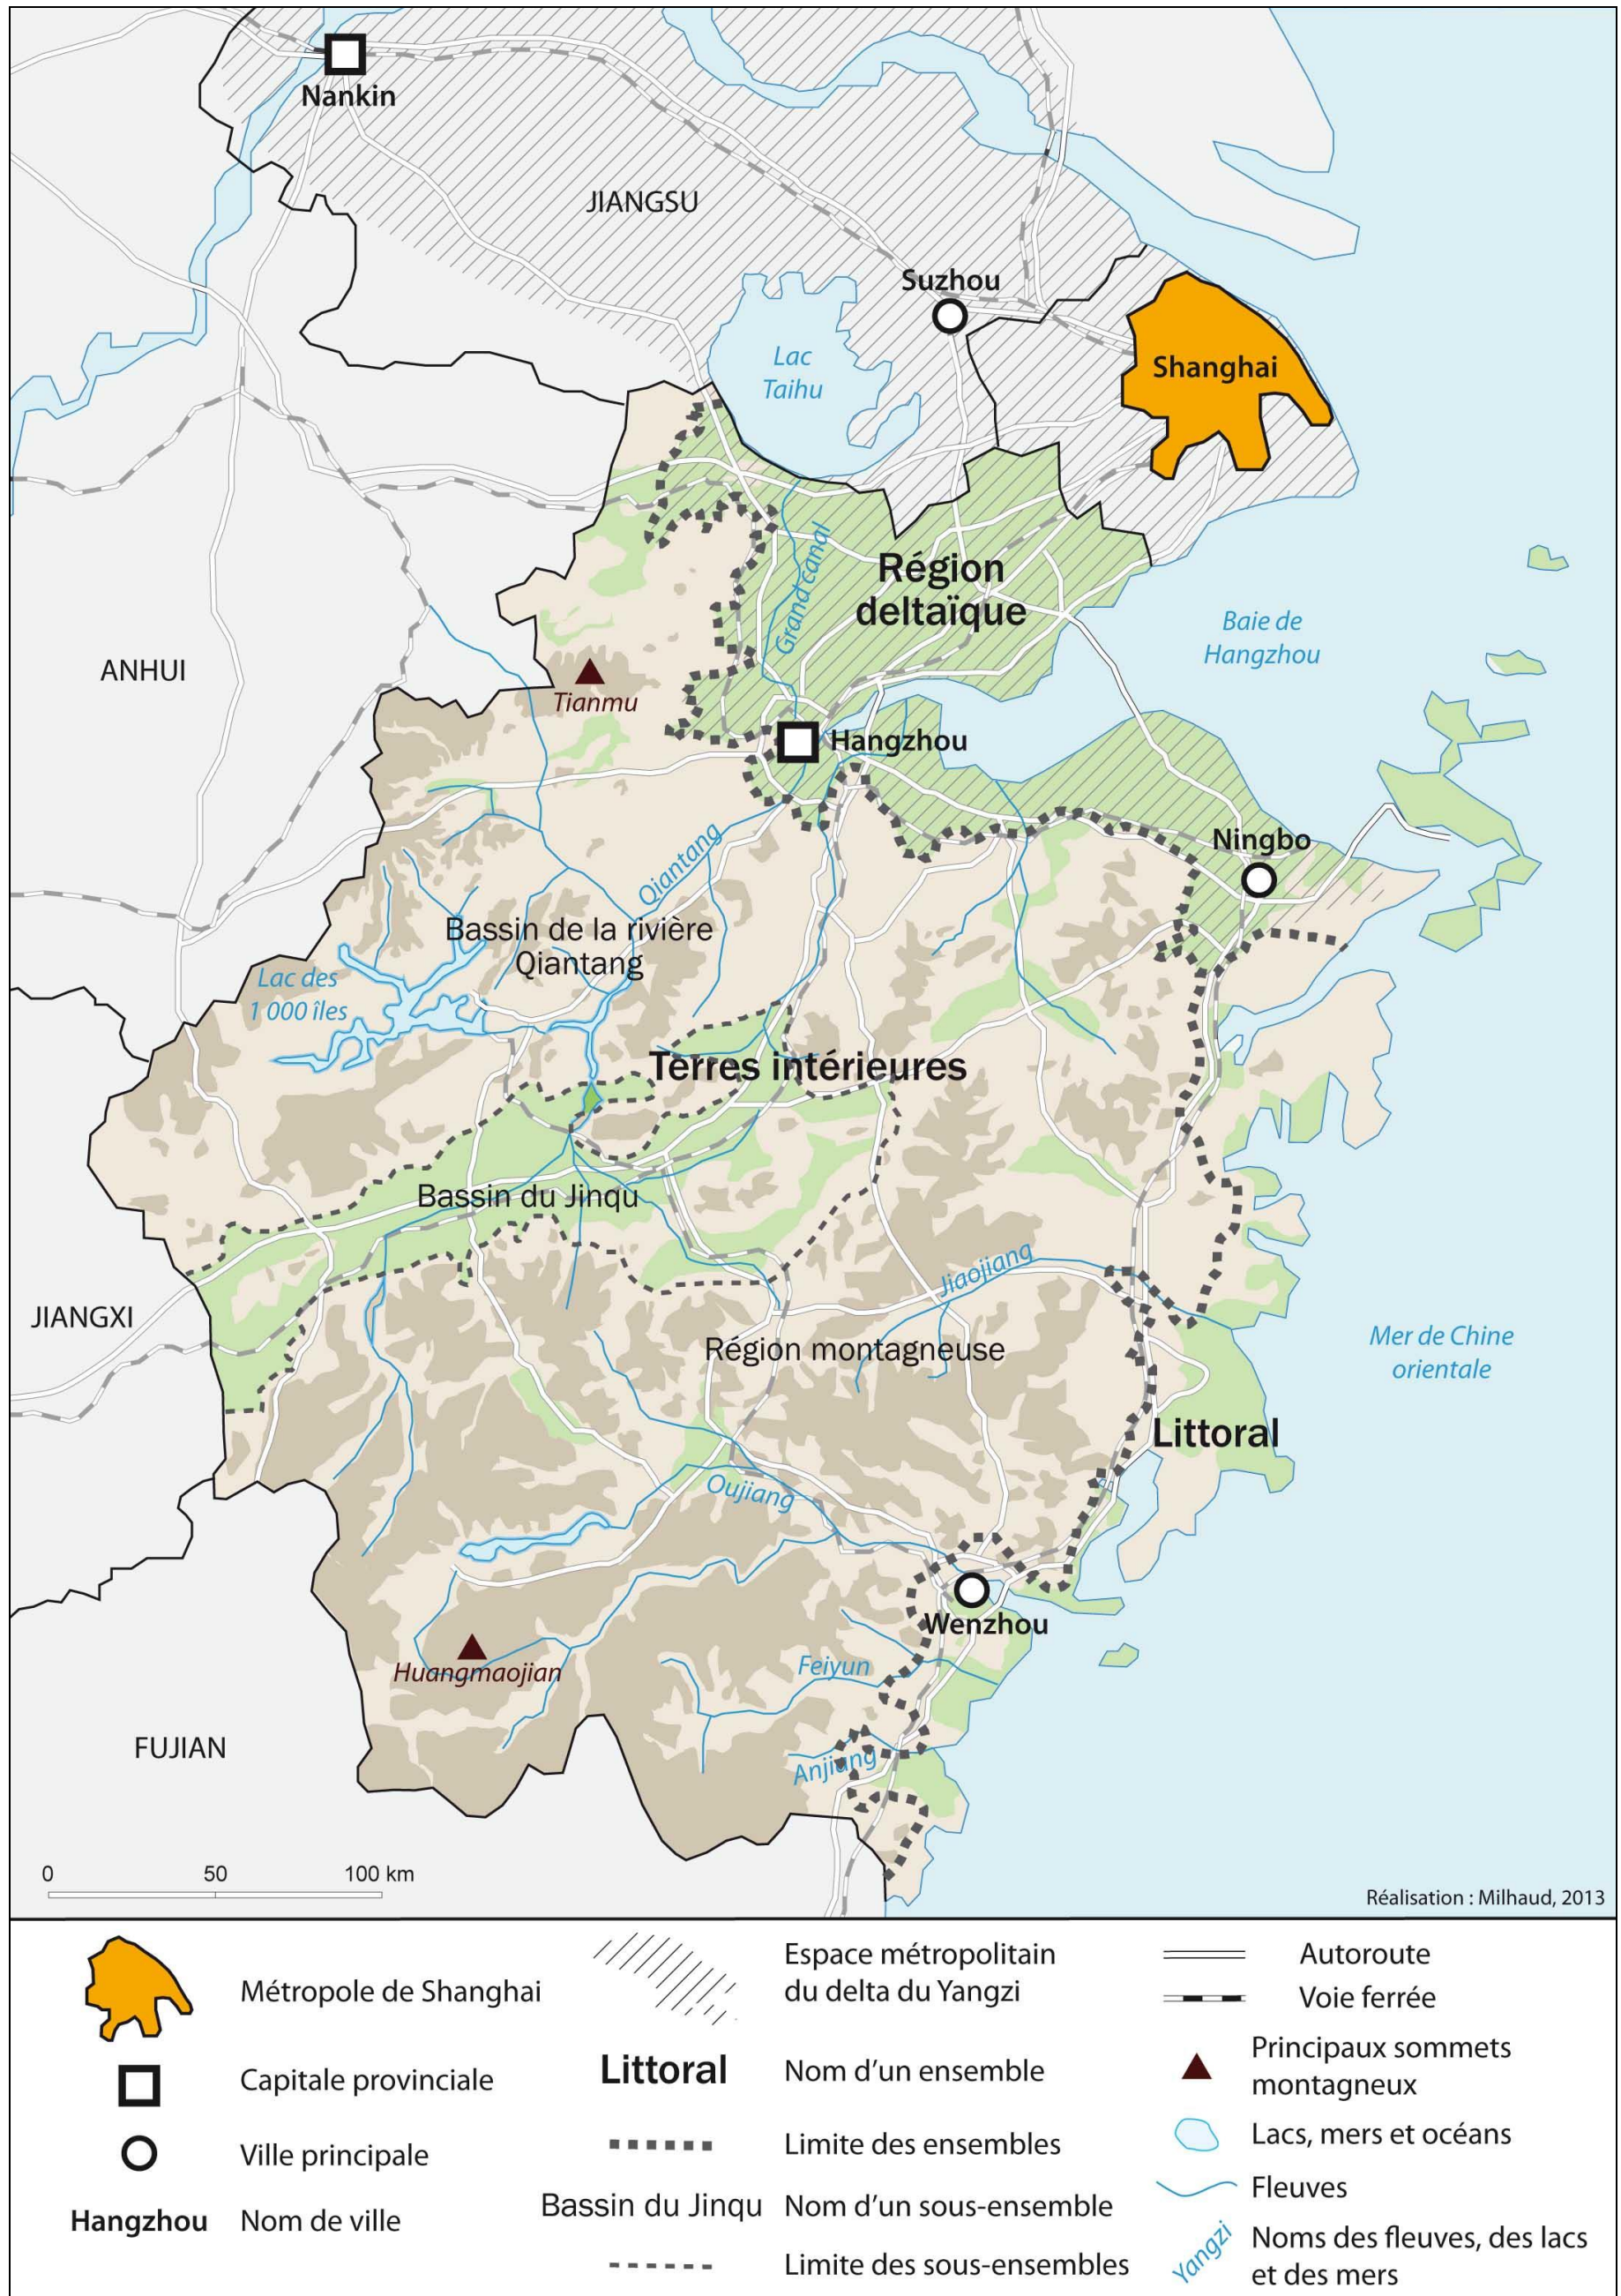 Nankin
JIANGSU
Suzhou
Shanghai
Lac
Taihu
Grand canal
Région
deltaïque
Baie de
Hangzhou
ANHUI
Tianmu
Hangzhou
Ningbo
Qiantang
Bassin de la rivière
Qiantang
Lac des
1 000 îles
Terres intérieures
Bassin du Jinqu
Jiaojiang
JIANGXI
Région montagneuse
Mer de Chine
orientale
Littoral
Oujiang
Wenzhou
Huangmaojian
Feiyun
FUJIAN
Anjiang
0 50 100 km
Réalisation : Milhaud, 2013
Métropole de Shanghai
Capitale provinciale
Ville principale
Hangzhou Nom de ville
Espace métropolitain
du delta du Yangzi
Littoral Nom d'un ensemble
Limite des ensembles
Bassin du Jinqu Nom d'un sous-ensemble
Limite des sous-ensembles
Autoroute
Voie ferrée
Principaux sommets
montagneux
Lacs, mers et océans
Fleuves
Yangzi
Noms des fleuves, des lacs
et des mers